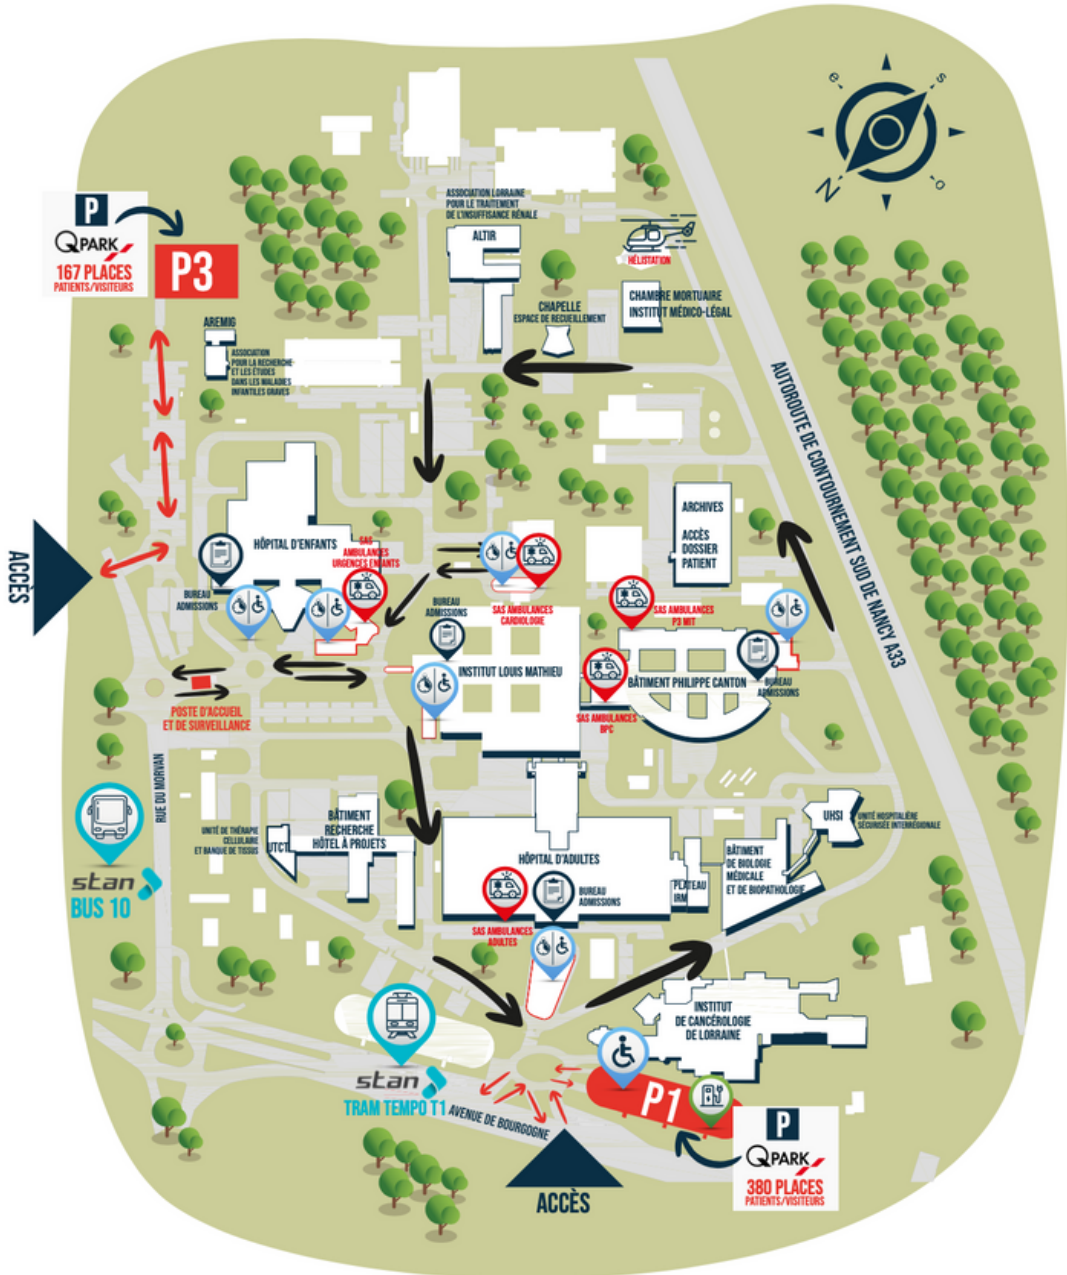 e
s
N
o
P
QPARK
167 PLACES
PATIENTS/VISITEURS
P3
ASSOCIATION LORRAINE
POUR LE TRAITEMENT
DE L'INSUFFISANCE RÉNALE
ALTIR
HÉLISTATION
CHAPELLE
ESPACE DE RECUEILLEMENT
CHAMBRE MORTUAIRE
INSTITUT MÉDICO-LÉGAL
AREMIG
ASSOCIATION
POUR LA RECHERCHE
ET LES ÉTUDES
DANS LES MALADIES
INFANTILES GRAVES
AUTOROUTE DE CONTOURNEMENT SUD DE NANCY A33
ARCHIVES
ACCÈS
DOSSIER
PATIENT
ACCÈS
HÔPITAL D'ENFANTS
SAS
AMBULANCES
URGENCES ENFANTS
BUREAU
ADMISSIONS
BUREAU
ADMISSIONS
SAS AMBULANCES
CARDIOLOGIE
SAS AMBULANCES
P3 MIT
INSTITUT LOUIS MATHIEU
BÂTIMENT PHILIPPE CANTON
BUREAU
ADMISSIONS
SAS AMBULANCES
BPC
POSTE D'ACCUEIL
ET DE SURVEILLANCE
RUE DU MORVAN
stan
BUS 10
UNITÉ DE THÉRAPIE
CELLULAIRE
ET BANQUE DE TISSUS
UTCT
BÂTIMENT
RECHERCHE
HÔTEL À PROJETS
HÔPITAL D'ADULTES
BUREAU
ADMISSIONS
SAS AMBULANCES
ADULTES
PLATEAU
IRM
BÂTIMENT
DE BIOLOGIE
MÉDICALE
ET DE BIOPATHOLOGIE
UHSI
UNITÉ HOSPITALIÈRE
SÉCURISÉE INTERRÉGIONALE
INSTITUT
DE CANCÉROLOGIE
DE LORRAINE
stan
TRAM TEMPO T1
AVENUE DE BOURGOGNE
P1
ACCÈS
P
QPARK
380 PLACES
PATIENTS/VISITEURS